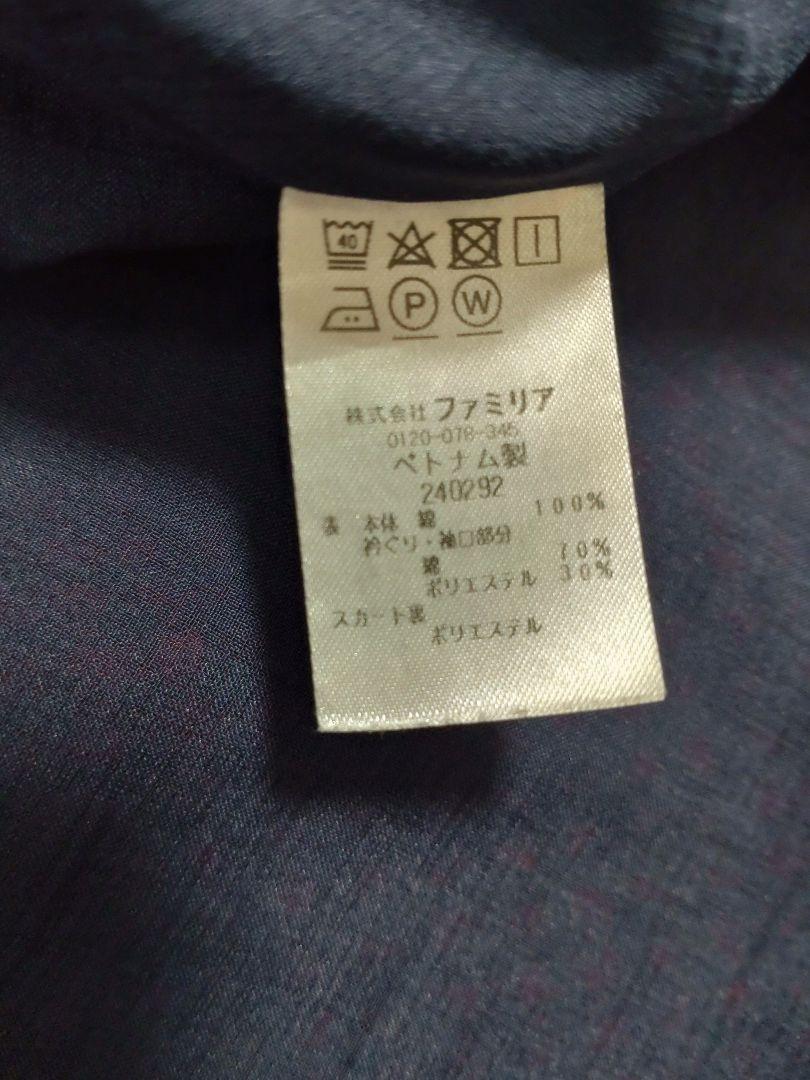 40
P W
株式会社 ファミリア
0120-078-345
ベトナム製
240292
表 本体 綿 100%
衿ぐり・袖口部分
綿 70%
ポリエステル 30%
スカート裏
ポリエステル